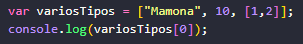 var variosTipos = ["Mamona", 10, [1,2]];
console.log(variosTipos[0]);